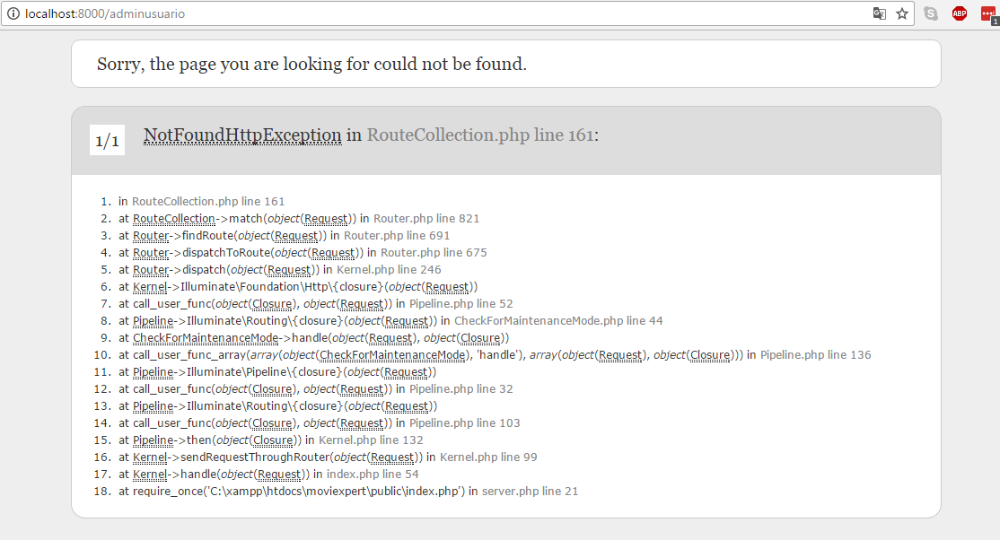 localhost:8000/adminusuario
ABP
1
Sorry, the page you are looking for could not be found.
1/1 NotFoundHttpException in RouteCollection.php line 161:
1. in RouteCollection.php line 161
2. at RouteCollection->match(object(Request)) in Router.php line 821
3. at Router->findRoute(object(Request)) in Router.php line 691
4. at Router->dispatchToRoute(object(Request)) in Router.php line 675
5. at Router->dispatch(object(Request)) in Kernel.php line 246
6. at Kernel->Illuminate\Foundation\Http\{closure}(object(Request))
7. at call_user_func(object(Closure), object(Request)) in Pipeline.php line 52
8. at Pipeline->Illuminate\Routing\{closure}(object(Request)) in CheckForMaintenanceMode.php line 44
9. at CheckForMaintenanceMode->handle(object(Request), object(Closure))
10. at call_user_func_array(array(object(CheckForMaintenanceMode), 'handle'), array(object(Request), object(Closure))) in Pipeline.php line 136
11. at Pipeline->Illuminate\Pipeline\{closure}(object(Request))
12. at call_user_func(object(Closure), object(Request)) in Pipeline.php line 32
13. at Pipeline->Illuminate\Routing\{closure}(object(Request))
14. at call_user_func(object(Closure), object(Request)) in Pipeline.php line 103
15. at Pipeline->then(object(Closure)) in Kernel.php line 132
16. at Kernel->sendRequestThroughRouter(object(Request)) in Kernel.php line 99
17. at Kernel->handle(object(Request)) in index.php line 54
18. at require_once('C:\xampp\htdocs\moviexpert\public\index.php') in server.php line 21